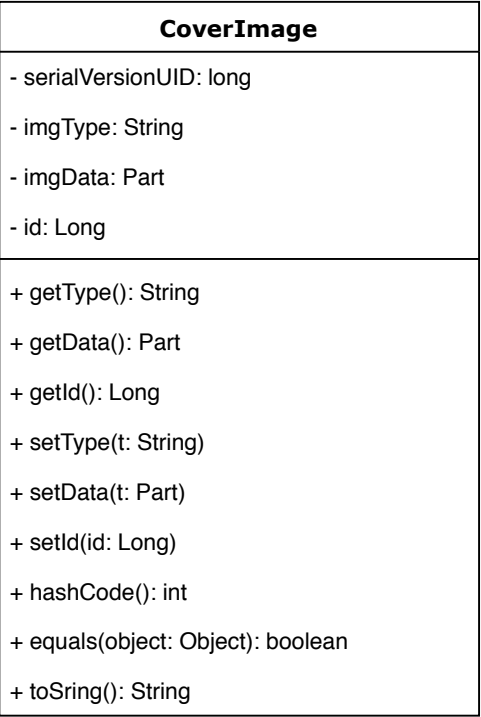 CoverImage
- serialVersionUID: long
- imgType: String
- imgData: Part
- id: Long
+ getType(): String
+ getData(): Part
+ getId(): Long
+ setType(t: String)
+ setData(t: Part)
+ setId(id: Long)
+ hashCode(): int
+ equals(object: Object): boolean
+ toSring(): String